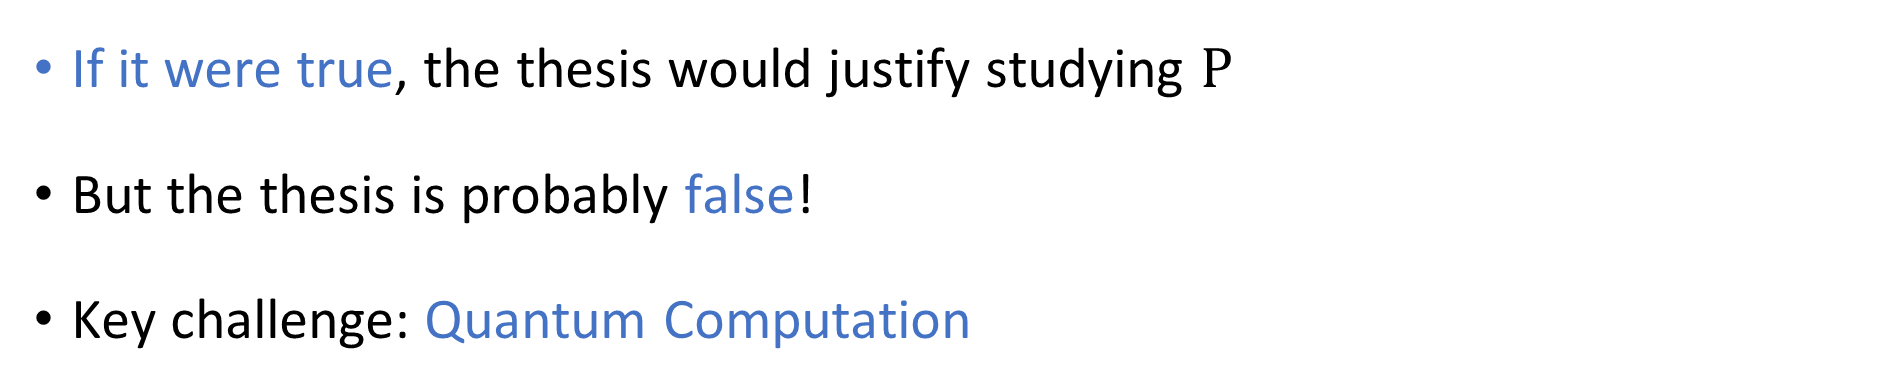 • If it were true, the thesis would justify studying P
• But the thesis is probably false!
• Key challenge: Quantum Computation